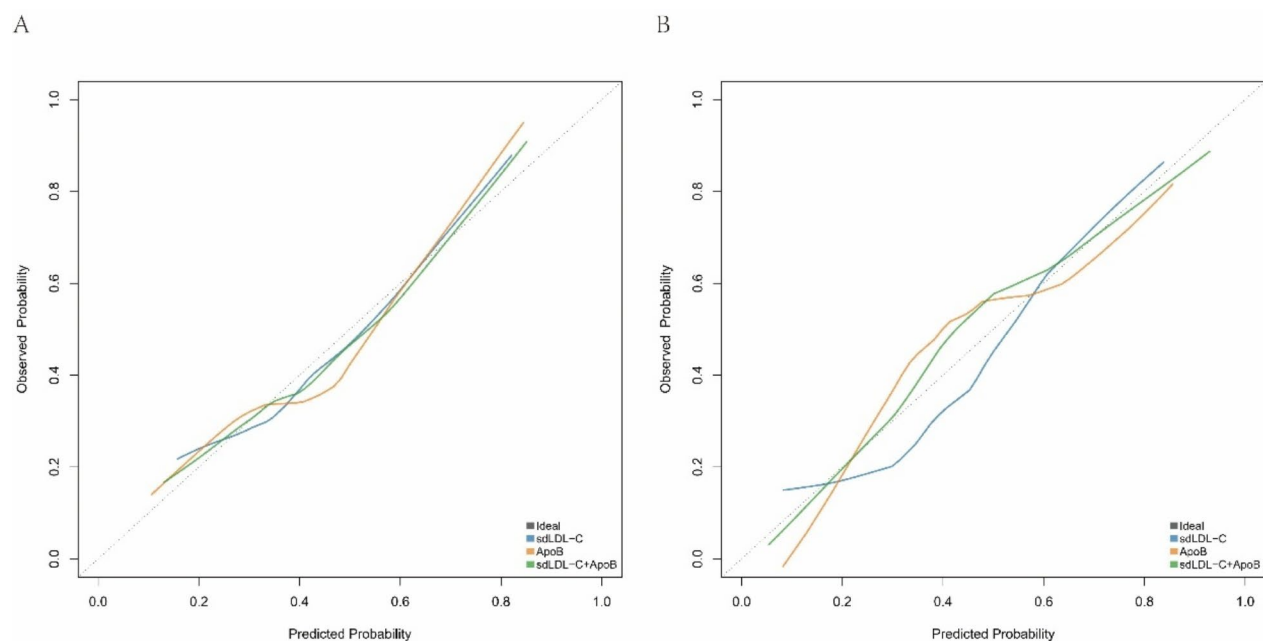 A
B
1.0
0.8
0.6
0.4
0.2
0.0
Observed Probability
Ideal
sdLDL-C
ApoB
sdLDL-C+ApoB
0.0 0.2 0.4 0.6 0.8 1.0
Predicted Probability
1.0
0.8
0.6
0.4
0.2
0.0
Observed Probability
Ideal
sdLDL-C
ApoB
sdLDL-C+ApoB
0.0 0.2 0.4 0.6 0.8 1.0
Predicted Probability